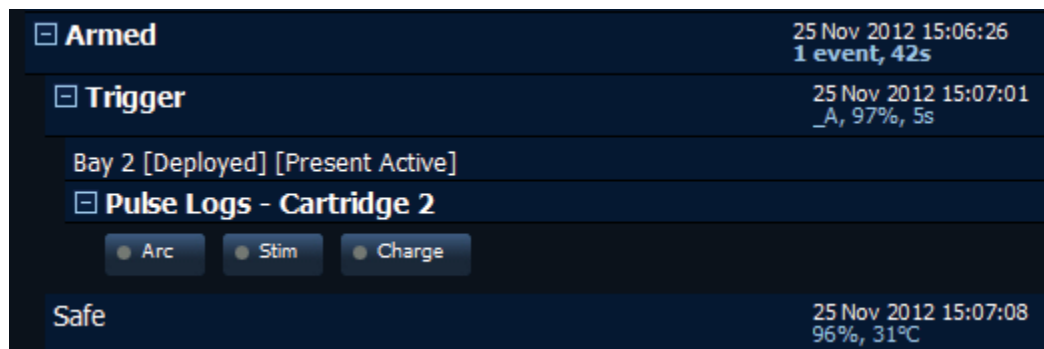 Armed
25 Nov 2012 15:06:26
1 event, 42s
Trigger
25 Nov 2012 15:07:01
_A, 97%, 5s
Bay 2 [Deployed] [Present Active]
Pulse Logs - Cartridge 2
Arc Stim Charge
Safe
25 Nov 2012 15:07:08
96%, 31ºC